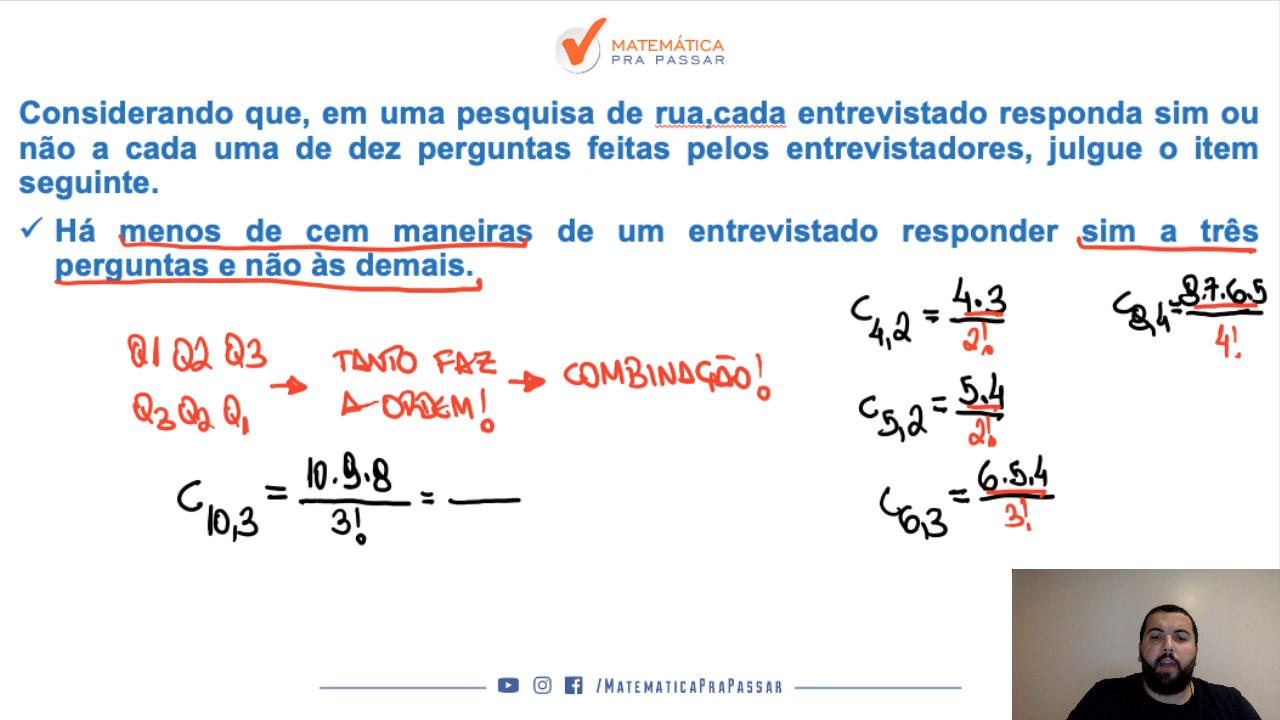 MATEMÁTICA
PRA PASSAR
Considerando que, em uma pesquisa de rua,cada entrevistado responda sim ou
não a cada uma de dez perguntas feitas pelos entrevistadores, julgue o item
seguinte.
✓ Há menos de cem maneiras de um entrevistado responder sim a três
perguntas e não às demais.
Q1 Q2 Q3
Q3 Q2 Q1
→ TANTO FAZ
A ORDEM!
→ COMBINAÇÃO!
C10,3 = 10.9.8 / 3! =
C4,2 = 4.3 / 2!
C5,2 = 5.4 / 2!
C6,3 = 6.5.4 / 3!
C8,4 = 8.7.6.5 / 4!
/MATEMATICAPRAPASSAR